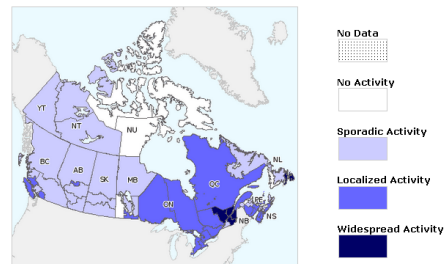 YT
NT
NU
BC
AB
SK
MB
ON
QC
NL
PE
NB
NS
No Data
No Activity
Sporadic Activity
Localized Activity
Widespread Activity